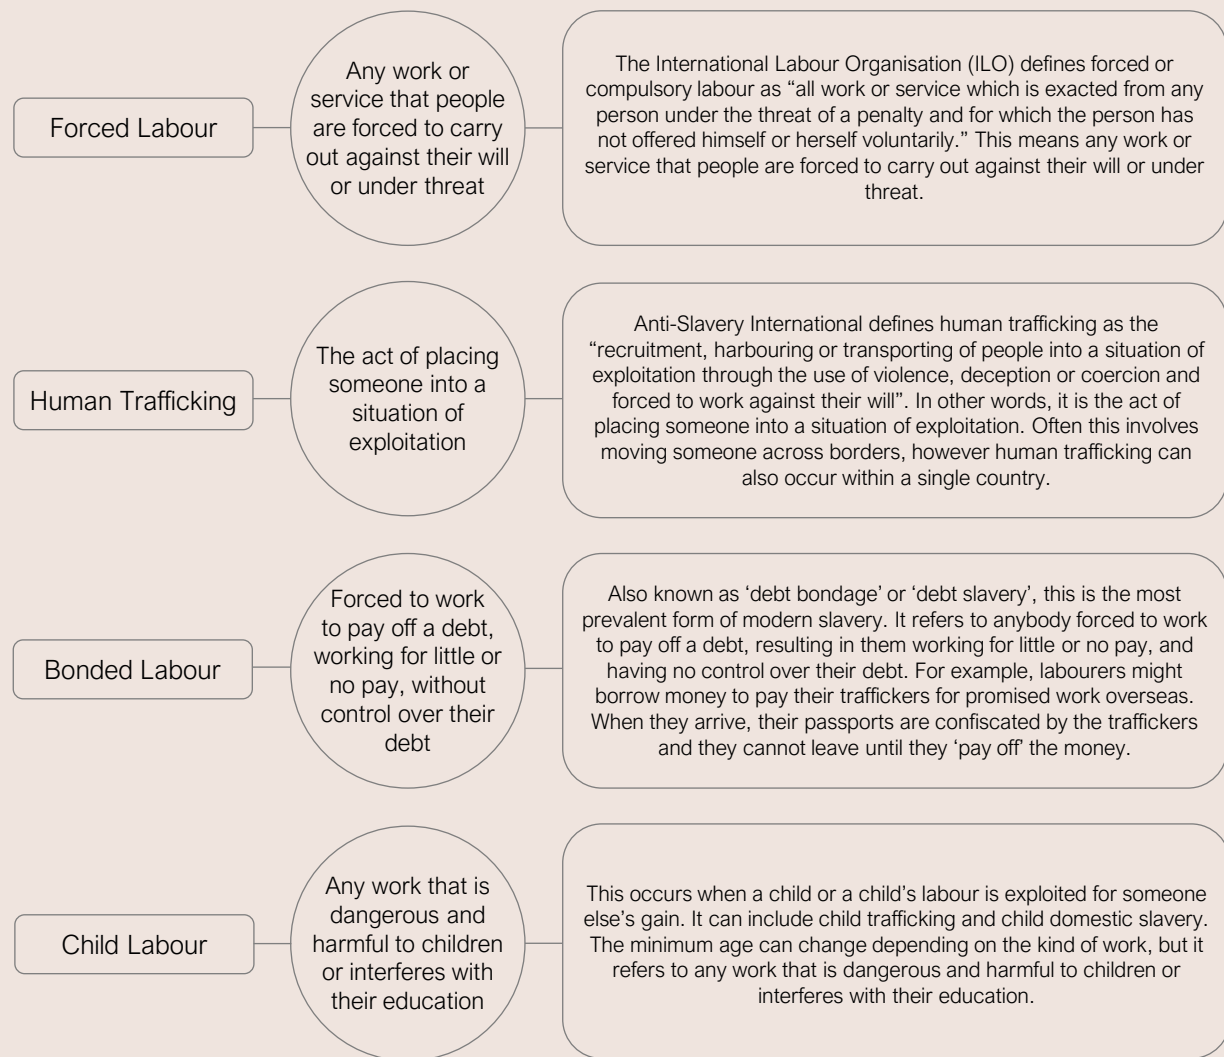 Forced Labour
Any work or
service that people
are forced to carry
out against their will
or under threat
The International Labour Organisation (ILO) defines forced or
compulsory labour as “all work or service which is exacted from any
person under the threat of a penalty and for which the person has
not offered himself or herself voluntarily.” This means any work or
service that people are forced to carry out against their will or under
threat.
Human Trafficking
The act of placing
someone into a
situation of
exploitation
Anti-Slavery International defines human trafficking as the
“recruitment, harbouring or transporting of people into a situation of
exploitation through the use of violence, deception or coercion and
forced to work against their will”. In other words, it is the act of
placing someone into a situation of exploitation. Often this involves
moving someone across borders, however human trafficking can
also occur within a single country.
Bonded Labour
Forced to work
to pay off a debt,
working for little or
no pay, without
control over their
debt
Also known as ‘debt bondage’ or ‘debt slavery’, this is the most
prevalent form of modern slavery. It refers to anybody forced to work
to pay off a debt, resulting in them working for little or no pay, and
having no control over their debt. For example, labourers might
borrow money to pay their traffickers for promised work overseas.
When they arrive, their passports are confiscated by the traffickers
and they cannot leave until they ‘pay off’ the money.
Child Labour
Any work that is
dangerous and
harmful to children
or interferes with
their education
This occurs when a child or a child’s labour is exploited for someone
else’s gain. It can include child trafficking and child domestic slavery.
The minimum age can change depending on the kind of work, but it
refers to any work that is dangerous and harmful to children or
interferes with their education.